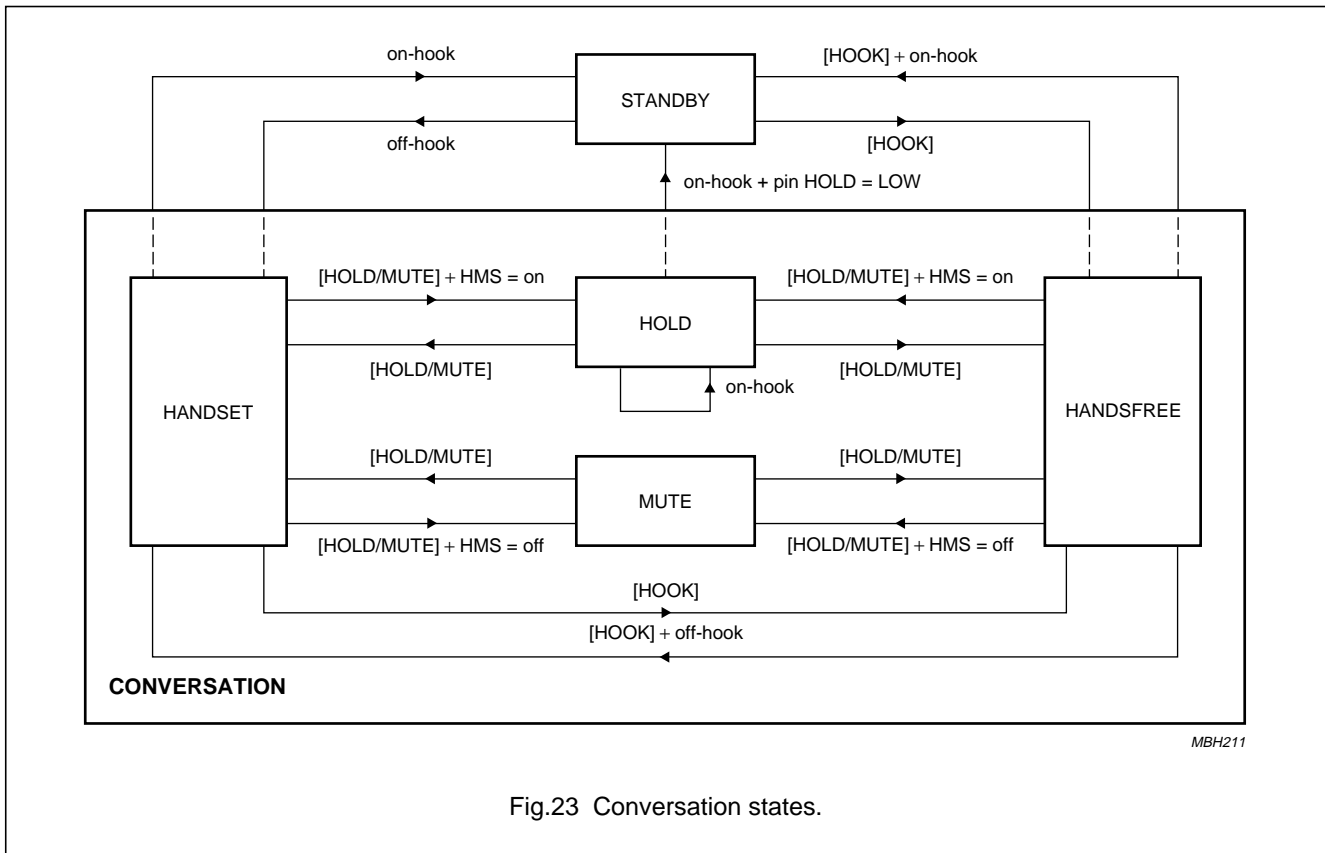 on-hook
[HOOK] + on-hook
STANDBY
off-hook
[HOOK]
on-hook + pin HOLD = LOW
[HOLD/MUTE] + HMS = on
[HOLD/MUTE] + HMS = on
HOLD
[HOLD/MUTE]
[HOLD/MUTE]
on-hook
HANDSET
HANDSFREE
[HOLD/MUTE]
[HOLD/MUTE]
MUTE
[HOLD/MUTE] + HMS = off
[HOLD/MUTE] + HMS = off
[HOOK]
[HOOK] + off-hook
CONVERSATION
MBH211
Fig.23 Conversation states.